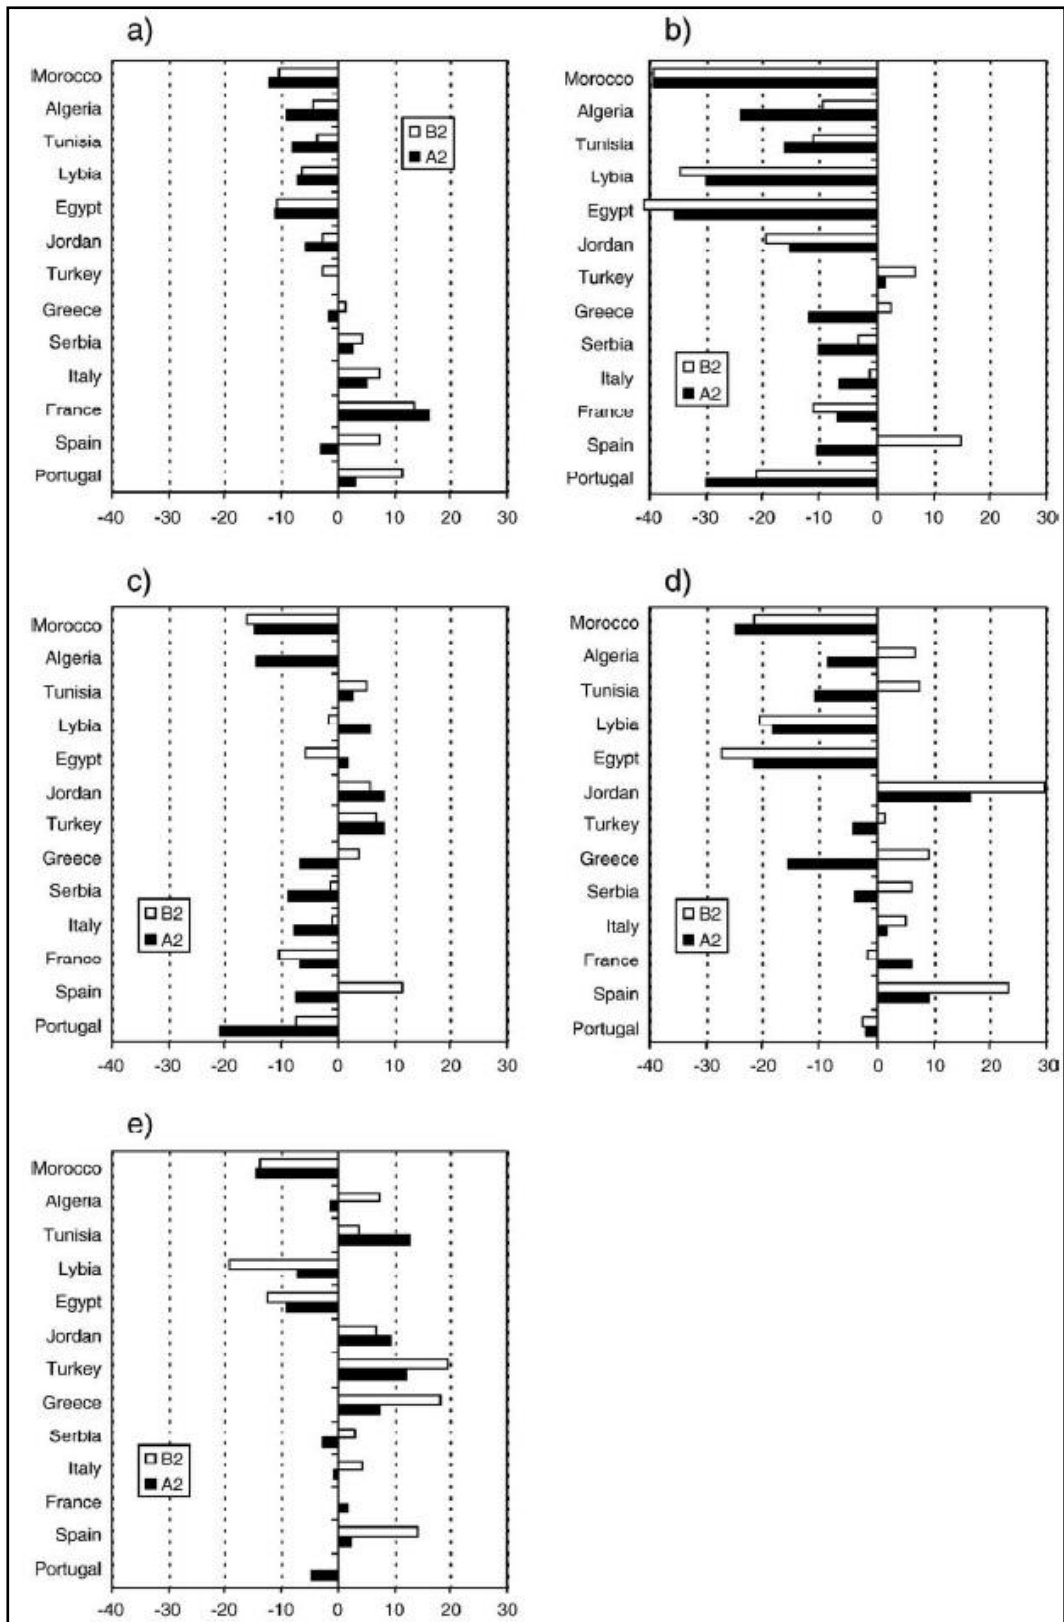 a)
Morocco
Algeria
Tunisia
Lybia
Egypt
Jordan
Turkey
Greece
Serbia
Italy
France
Spain
Portugal
B2
A2
-40 -30 -20 -10 0 10 20 30
b)
Morocco
Algeria
Tunisia
Lybia
Egypt
Jordan
Turkey
Greece
Serbia
Italy
France
Spain
Portugal
B2
A2
-40 -30 -20 -10 0 10 20 30
c)
Morocco
Algeria
Tunisia
Lybia
Egypt
Jordan
Turkey
Greece
Serbia
Italy
France
Spain
Portugal
B2
A2
-40 -30 -20 -10 0 10 20 30
d)
Morocco
Algeria
Tunisia
Lybia
Egypt
Jordan
Turkey
Greece
Serbia
Italy
France
Spain
Portugal
B2
A2
-40 -30 -20 -10 0 10 20 30
e)
Morocco
Algeria
Tunisia
Lybia
Egypt
Jordan
Turkey
Greece
Serbia
Italy
France
Spain
Portugal
B2
A2
-40 -30 -20 -10 0 10 20 30